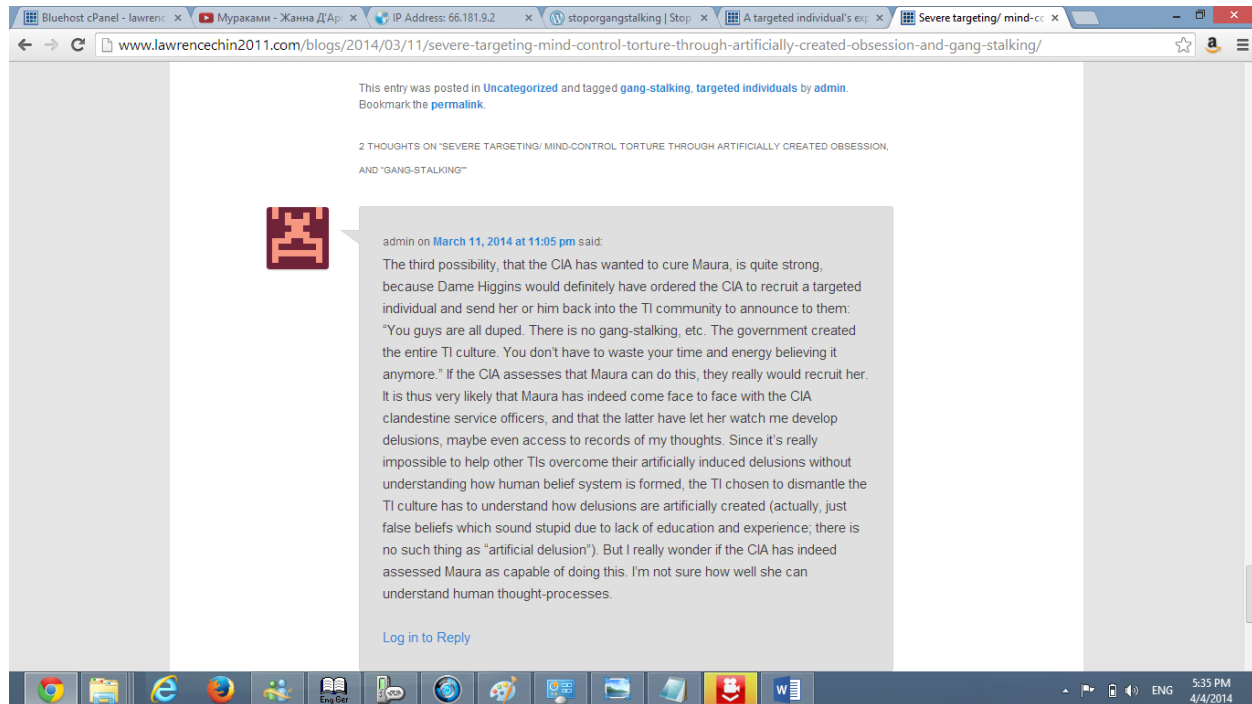 Bluehost cPanel - lawrenc
Мураками - Жанна Д'Ар
IP Address: 66.181.9.2
stoporgangstalking | Stop
A targeted individual's exp
Severe targeting/ mind-co
www.lawrencechin2011.com/blogs/2014/03/11/severe-targeting-mind-control-torture-through-artificially-created-obsession-and-gang-stalking/
This entry was posted in Uncategorized and tagged gang-stalking, targeted individuals by admin.
Bookmark the permalink.
2 THOUGHTS ON “SEVERE TARGETING/ MIND-CONTROL TORTURE THROUGH ARTIFICIALLY CREATED OBSESSION,
AND “GANG-STALKING””
admin on March 11, 2014 at 11:05 pm said:
The third possibility, that the CIA has wanted to cure Maura, is quite strong,
because Dame Higgins would definitely have ordered the CIA to recruit a targeted
individual and send her or him back into the TI community to announce to them:
“You guys are all duped. There is no gang-stalking, etc. The government created
the entire TI culture. You don’t have to waste your time and energy believing it
anymore.” If the CIA assesses that Maura can do this, they really would recruit her.
It is thus very likely that Maura has indeed come face to face with the CIA
clandestine service officers, and that the latter have let her watch me develop
delusions, maybe even access to records of my thoughts. Since it’s really
impossible to help other TIs overcome their artificially induced delusions without
understanding how human belief system is formed, the TI chosen to dismantle the
TI culture has to understand how delusions are artificially created (actually, just
false beliefs which sound stupid due to lack of education and experience; there is
no such thing as “artificial delusion”). But I really wonder if the CIA has indeed
assessed Maura as capable of doing this. I’m not sure how well she can
understand human thought-processes.
Log in to Reply
Eng Ger
ENG
5:35 PM
4/4/2014